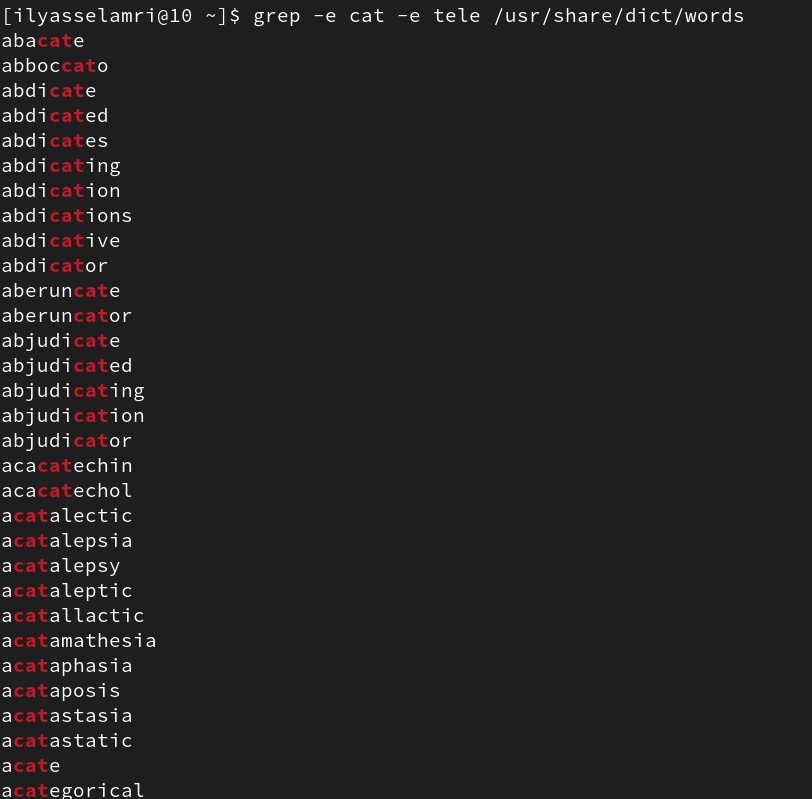 [ilyasselamri@10 ~]$ grep -e cat -e tele /usr/share/dict/words
abacate
abboccato
abdicate
abdicated
abdicates
abdicating
abdication
abdications
abdicative
abdicator
aberuncate
aberuncator
abjudicate
abjudicated
abjudicating
abjudication
abjudicator
acacatechin
acacatechol
acatalectic
acatalepsia
acatalepsy
acataleptic
acatallactic
acatamathesia
acataphasia
acataposis
acatastasia
acatastatic
acate
acategorical